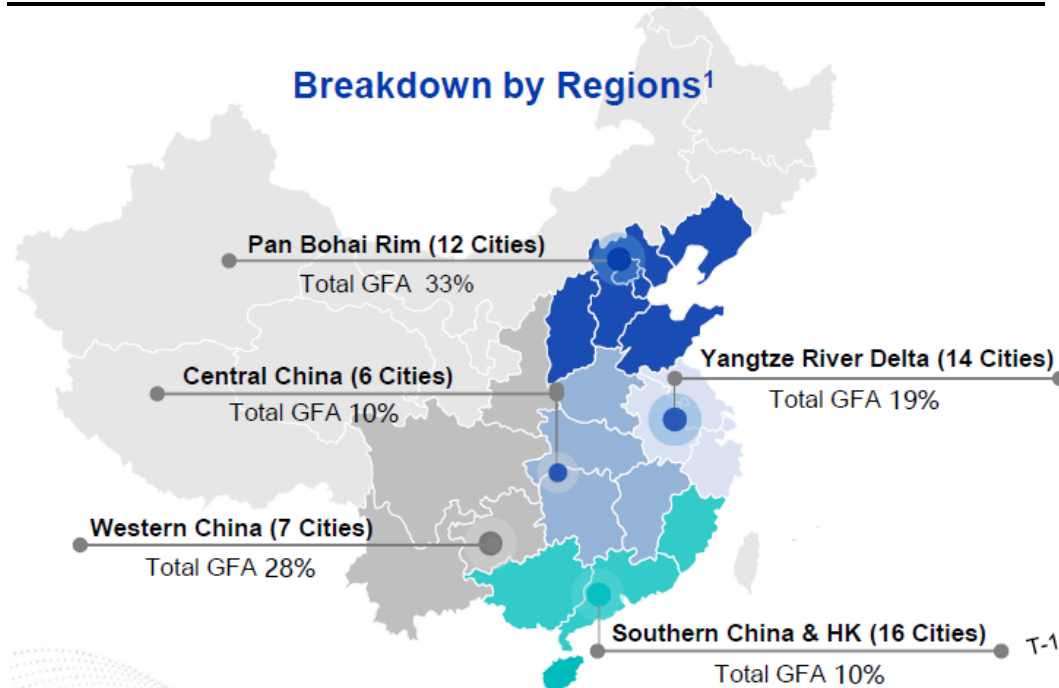 Breakdown by Regions¹
Pan Bohai Rim (12 Cities)
Total GFA 33%
Central China (6 Cities)
Total GFA 10%
Yangtze River Delta (14 Cities)
Total GFA 19%
Western China (7 Cities)
Total GFA 28%
Southern China & HK (16 Cities)
Total GFA 10%
T-1